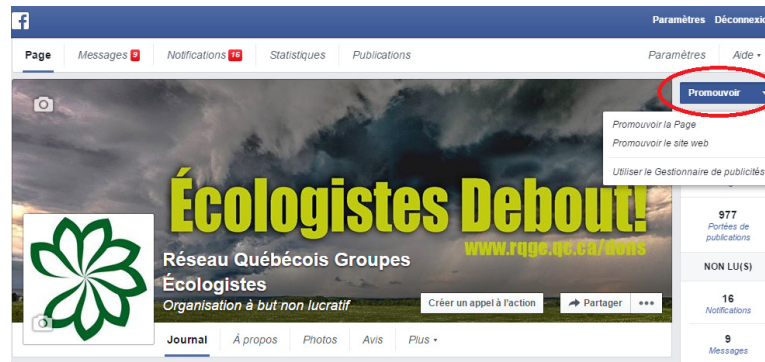 f
Paramètres Déconnexio
Page Messages 9 Notifications 16 Statistiques Publications Paramètres Aide
Promouvoir
Promouvoir la Page
Promouvoir le site web
Utiliser le Gestionnaire de publicités
Écologistes Debout!
www.rqge.qc.ca/dons
977
Portées de
publications
Réseau Québécois Groupes
Écologistes
Organisation à but non lucratif
Créer un appel à l'action Partager
NON LU(S)
16
Notifications
Journal À propos Photos Avis Plus
9
Messages